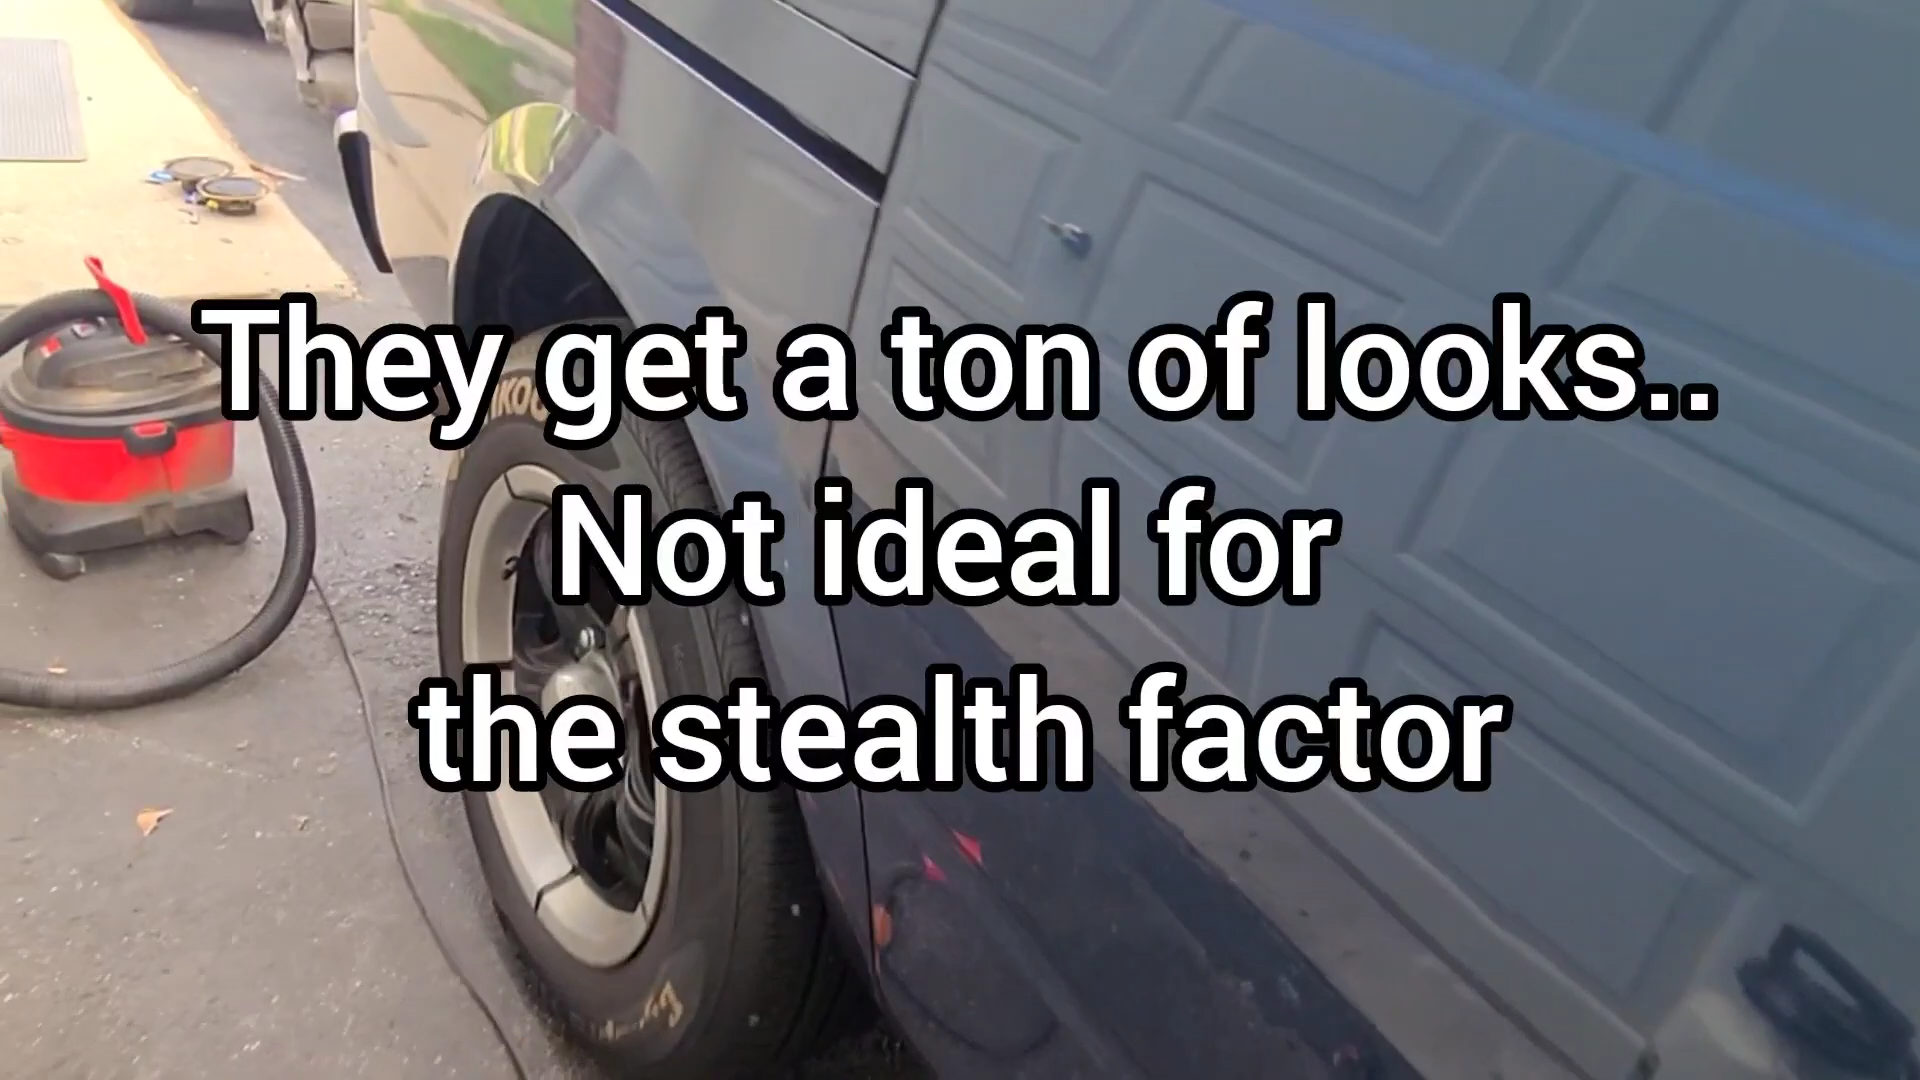 They get a ton of looks..
Not ideal for
the stealth factor